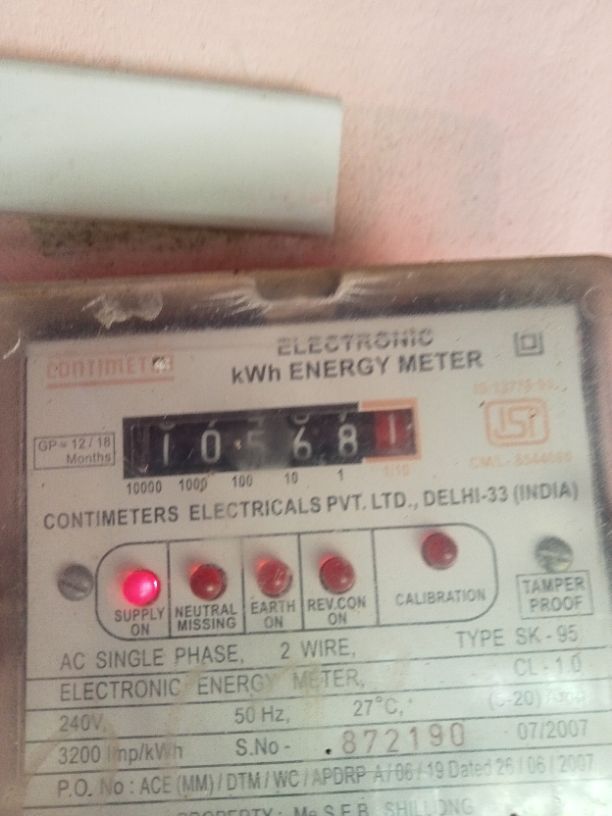 CONTIMETER
ELECTRONIC
kWh ENERGY METER
GP = 12 / 18
Months
1 0 6 8 1
10000 1000 100 10 1 1/10
ISI
CONTIMETERS ELECTRICALS PVT. LTD., DELHI-33 (INDIA)
SUPPLY ON
NEUTRAL MISSING
EARTH ON
REV.CON ON
CALIBRATION
TAMPER PROOF
AC SINGLE PHASE, 2 WIRE, TYPE SK - 95
ELECTRONIC ENERGY METER, CL - 1.0
240V, 50 Hz, 27°C,
3200 Imp/kWh S.No - 872190 07/2007
P.O. No : ACE (MM) / DTM / WC / APDRP A / 06 / 19 Dated 26 / 06 / 2007
PROPERTY : Me.S.E.B. SHILLONG